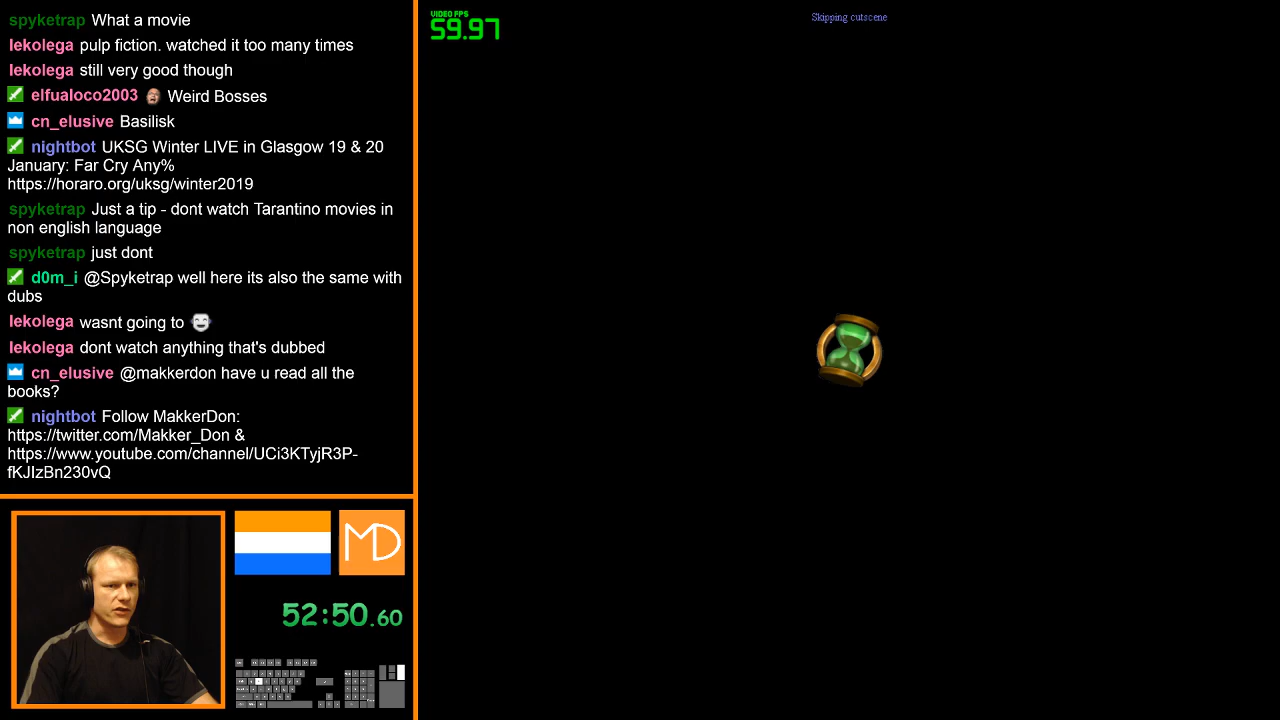 spyketrap What a movie
lekolega pulp fiction. watched it too many times
lekolega still very good though
elfualoco2003 Weird Bosses
cn_elusive Basilisk
nightbot UKSG Winter LIVE in Glasgow 19 & 20
January: Far Cry Any%
https://horaro.org/uksg/winter2019
spyketrap Just a tip - dont watch Tarantino movies in
non english language
spyketrap just dont
d0m_i @Spyketrap well here its also the same with
dubs
lekolega wasnt going to
lekolega dont watch anything that's dubbed
cn_elusive @makkerdon have u read all the
books?
nightbot Follow MakkerDon:
https://twitter.com/Makker_Don &
https://www.youtube.com/channel/UCi3KTyjR3P-
fKJIzBn230vQ
MD
52:50.60
VIDEO FPS
59.97
Skipping cutscene